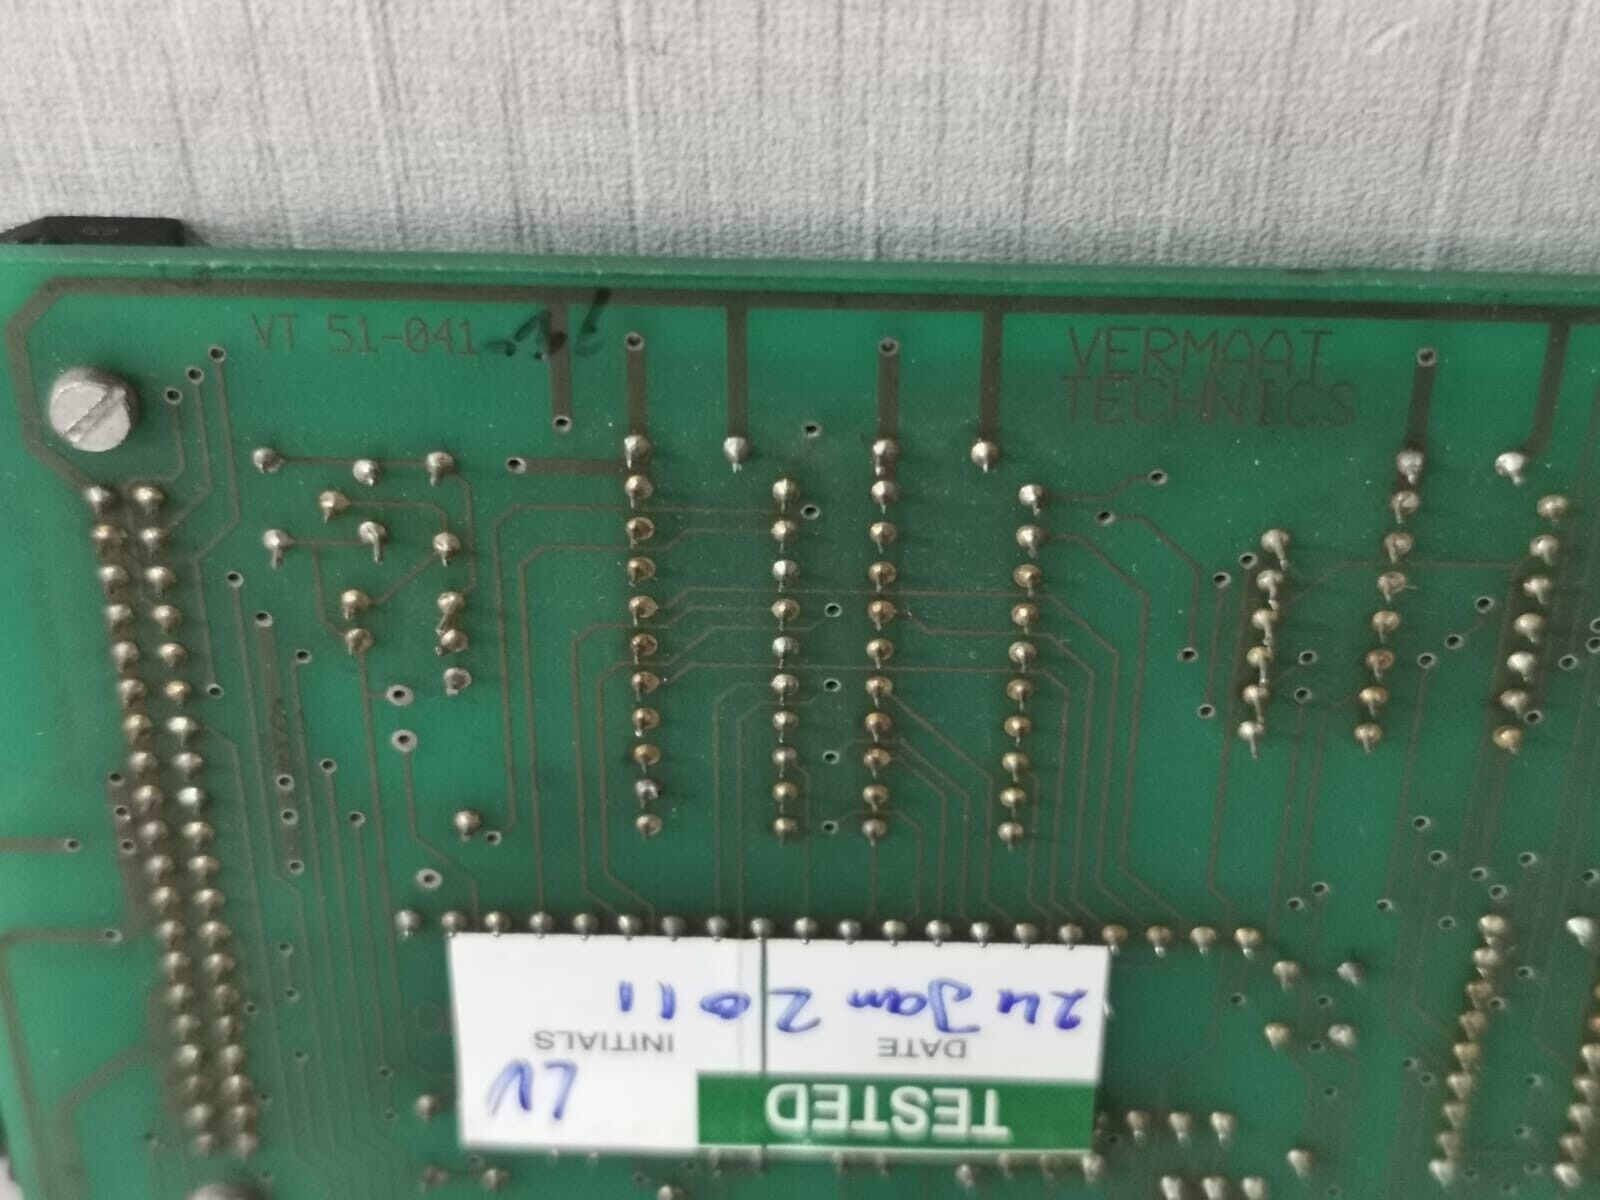 VT 51-041
VERMAAT
TECHNICS
TESTED
DATE
24 Jan 2011
INITIALS
LV